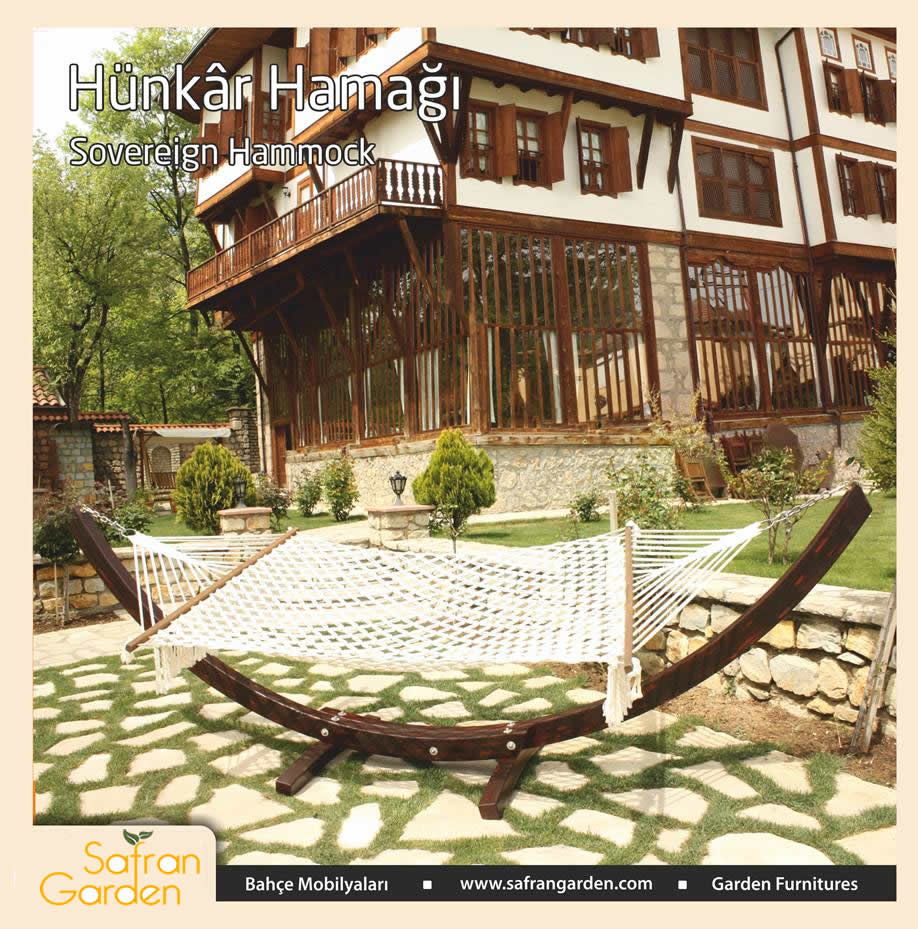 Hünkâr Hamağı
Sovereign Hammock
Safran
Garden
Bahçe Mobilyaları ■ www.safrangarden.com ■ Garden Furnitures